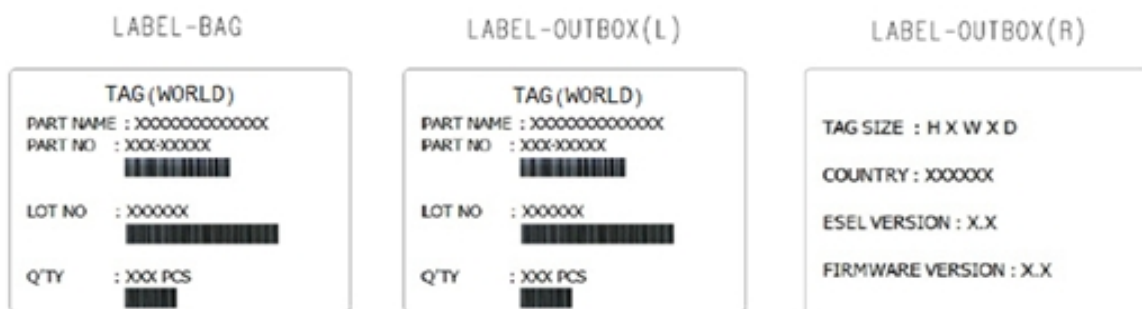 LABEL-BAG
TAG(WORLD)
PART NAME : XXXXXXXXXXXXX
PART NO : XXX-XXXXX
LOT NO : XXXXXX
Q'TY : XXX PCS
LABEL-OUTBOX(L)
TAG(WORLD)
PART NAME : XXXXXXXXXXXXX
PART NO : XXX-XXXXX
LOT NO : XXXXXX
Q'TY : XXX PCS
LABEL-OUTBOX(R)
TAG SIZE : H X W X D
COUNTRY : XXXXXX
ESEL VERSION : X.X
FIRMWARE VERSION : X.X